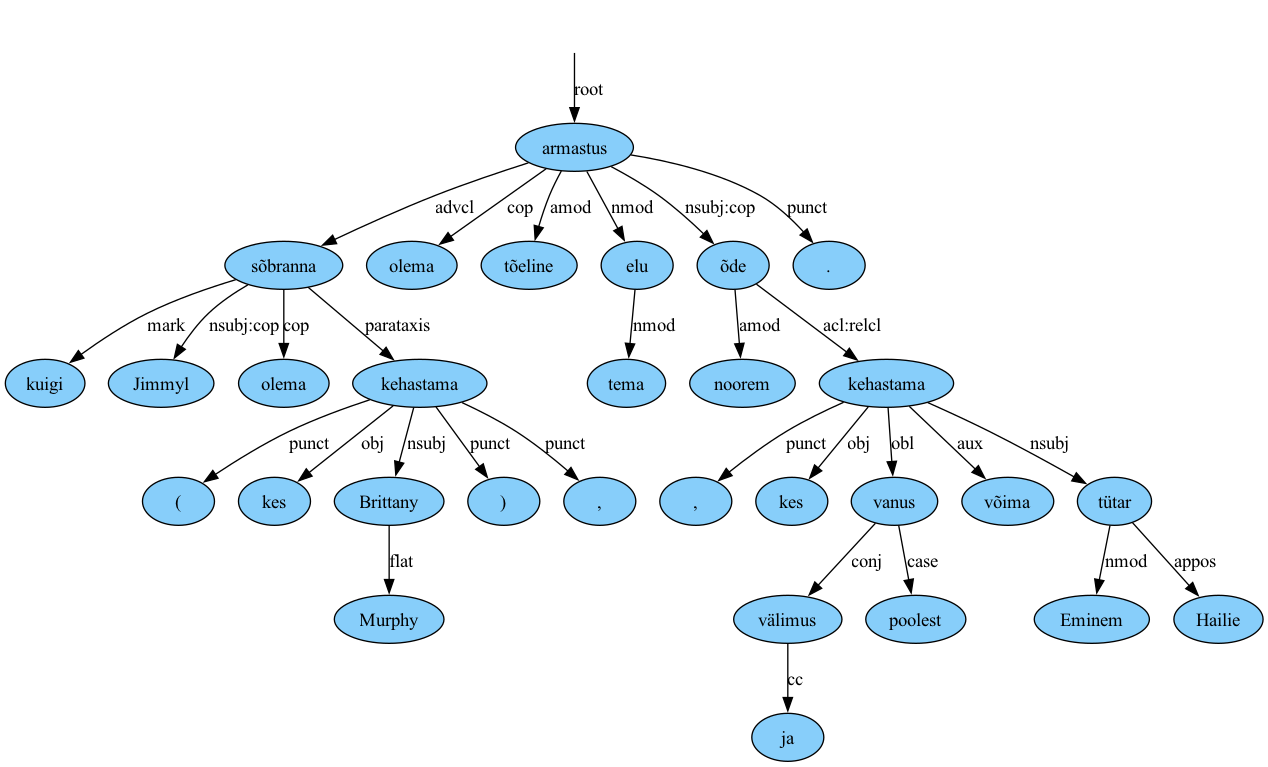 root
armastus
advcl cop amod nmod nsubj:cop punct
sõbranna olema tõeline elu õde .
mark nsubj:cop cop parataxis nmod amod acl:relcl
kuigi Jimmyl olema kehastama tema noorem kehastama
punct obj nsubj punct punct punct obj obl aux nsubj
( kes Brittany ) , , kes vanus võima tütar
flat conj case nmod appos
Murphy välimus poolest Eminem Hailie
cc
ja